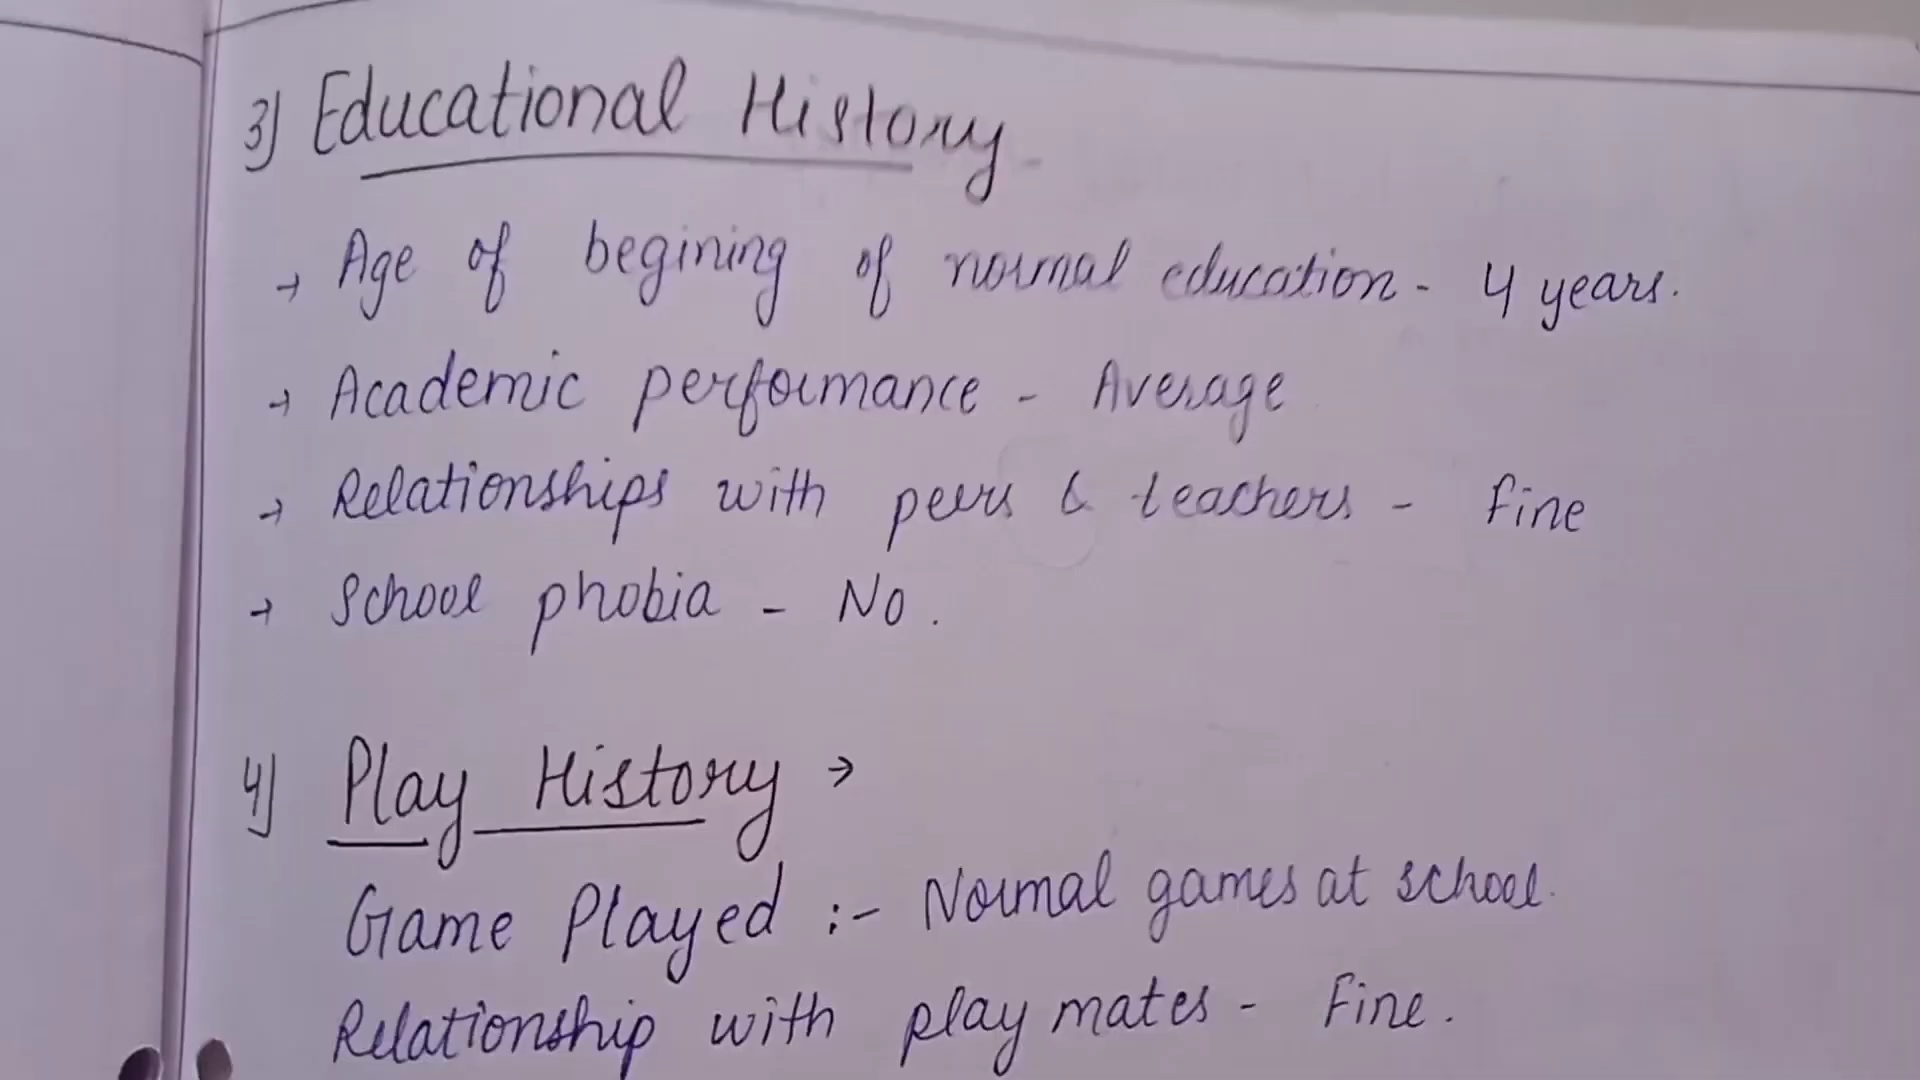 3) Educational History
→ Age of begining of normal education - 4 years.
→ Academic performance - Average
→ Relationships with peers & teachers - Fine
→ School phobia - No.
4) Play History →
Game Played :- Normal games at school.
Relationship with play mates - Fine.